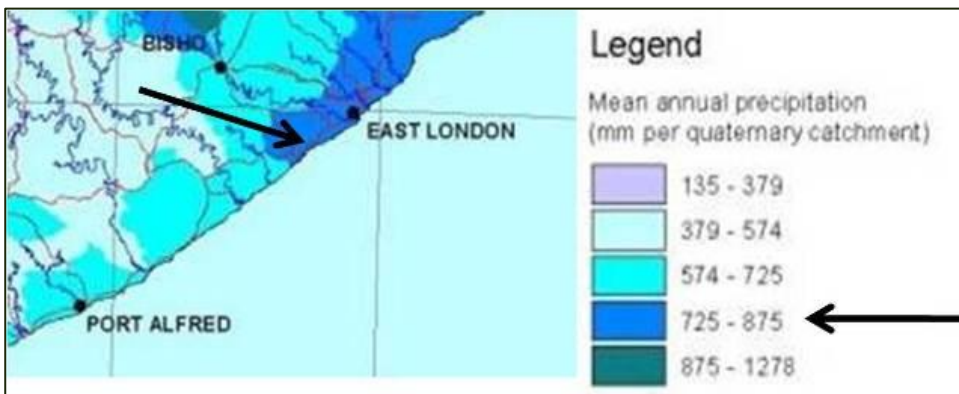 BISHO
EAST LONDON
PORT ALFRED
Legend
Mean annual precipitation
(mm per quaternary catchment)
135 - 379
379 - 574
574 - 725
725 - 875
875 - 1278